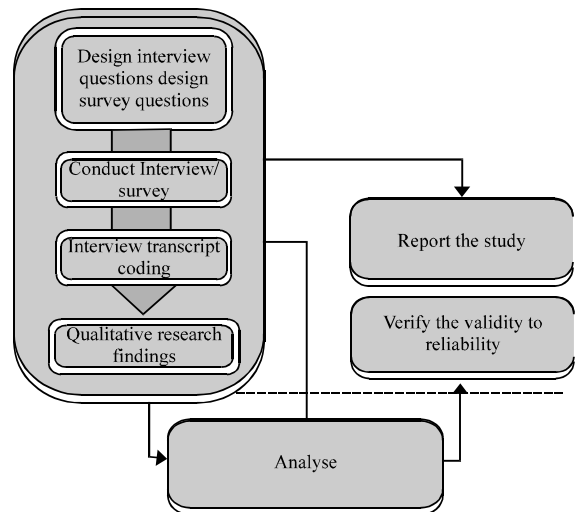 Design interview
questions design
survey questions
Conduct Interview/
survey
Interview transcript
coding
Qualitative research
findings
Report the study
Verify the validity to
reliability
Analyse